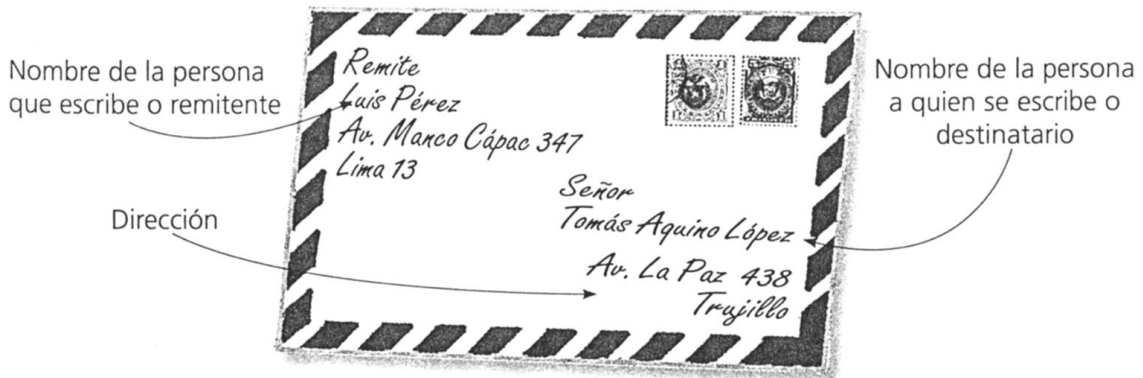 Nombre de la persona
que escribe o remitente
Dirección
Remite
Luis Pérez
Av. Manco Cápac 347
Lima 13
Señor
Tomás Aquino López
Av. La Paz 438
Trujillo
Nombre de la persona
a quien se escribe o
destinatario